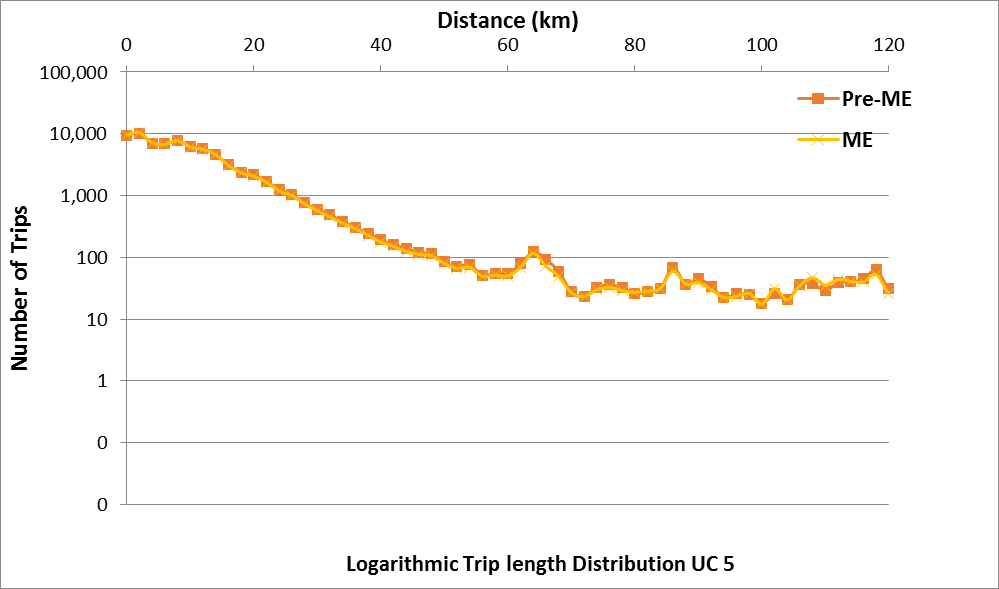 Distance (km)
0 20 40 60 80 100 120
100,000
10,000
1,000
100
10
1
0
0
Number of Trips
Pre-ME
ME
Logarithmic Trip length Distribution UC 5